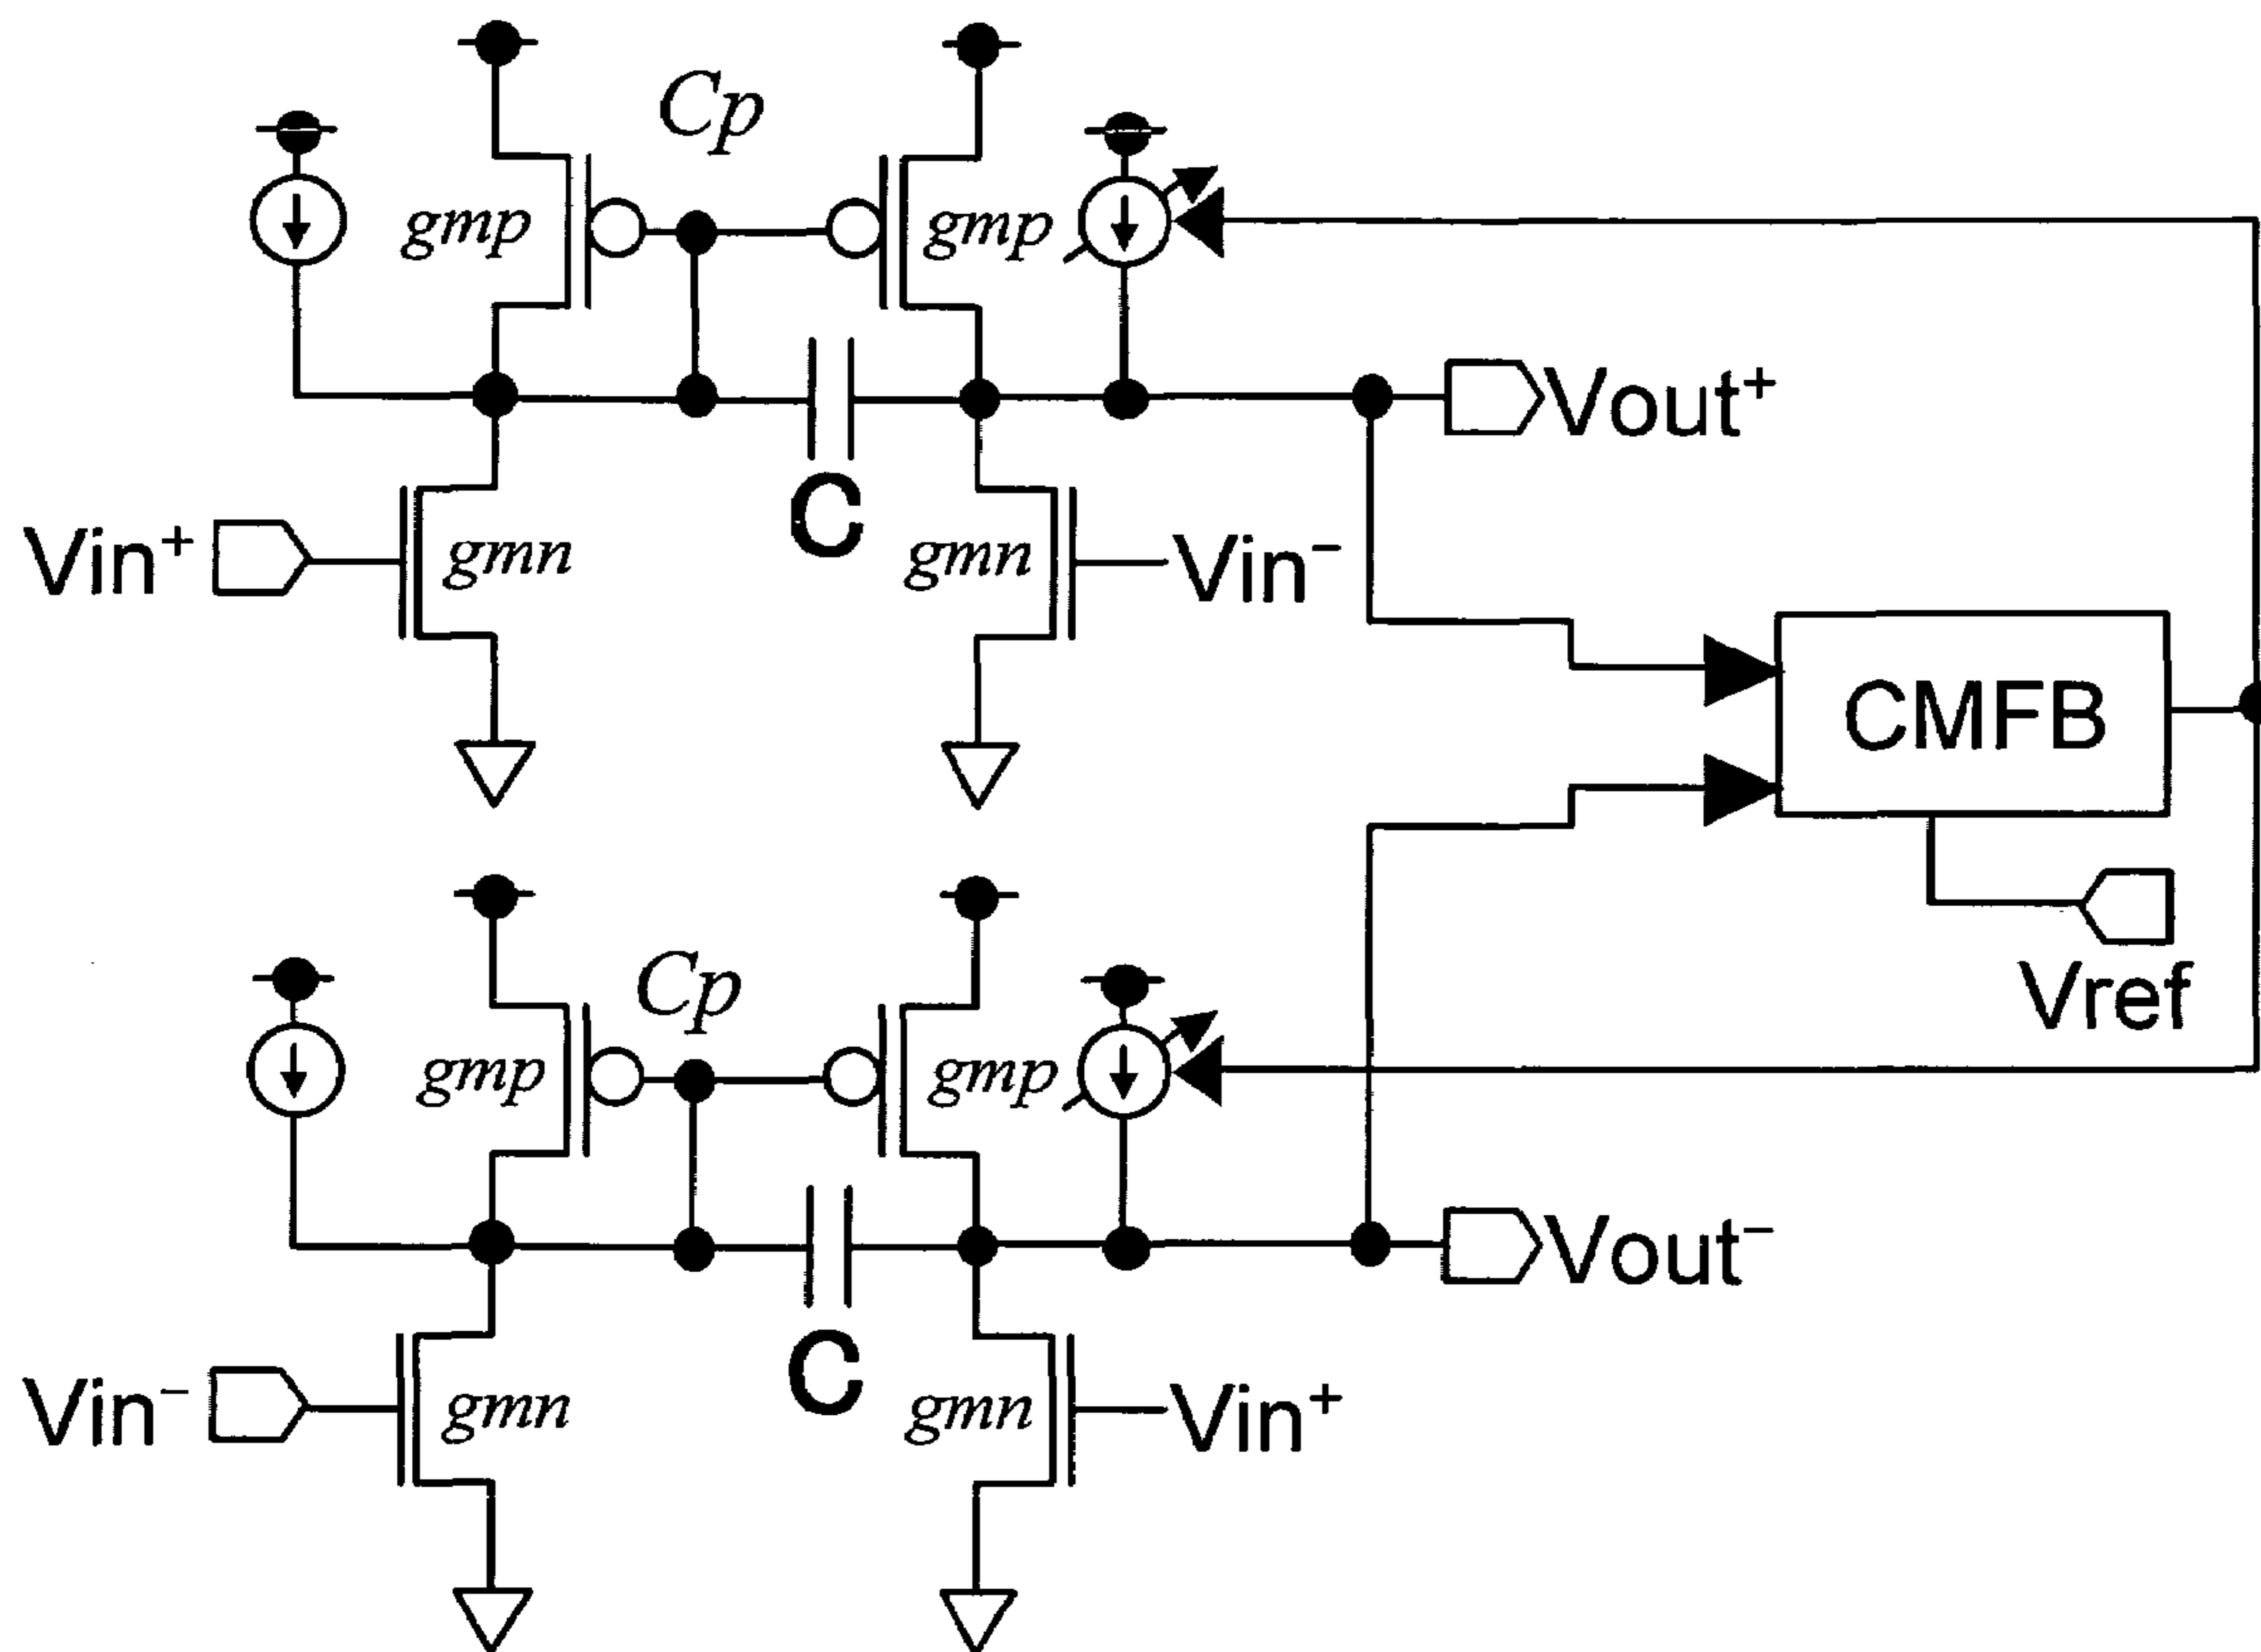 Cp
gmp
gmp
Vout⁺
C
Vin⁺
gmn
gmn
Vin⁻
CMFB
Vref
Cp
gmp
gmp
Vout⁻
C
Vin⁻
gmn
gmn
Vin⁺